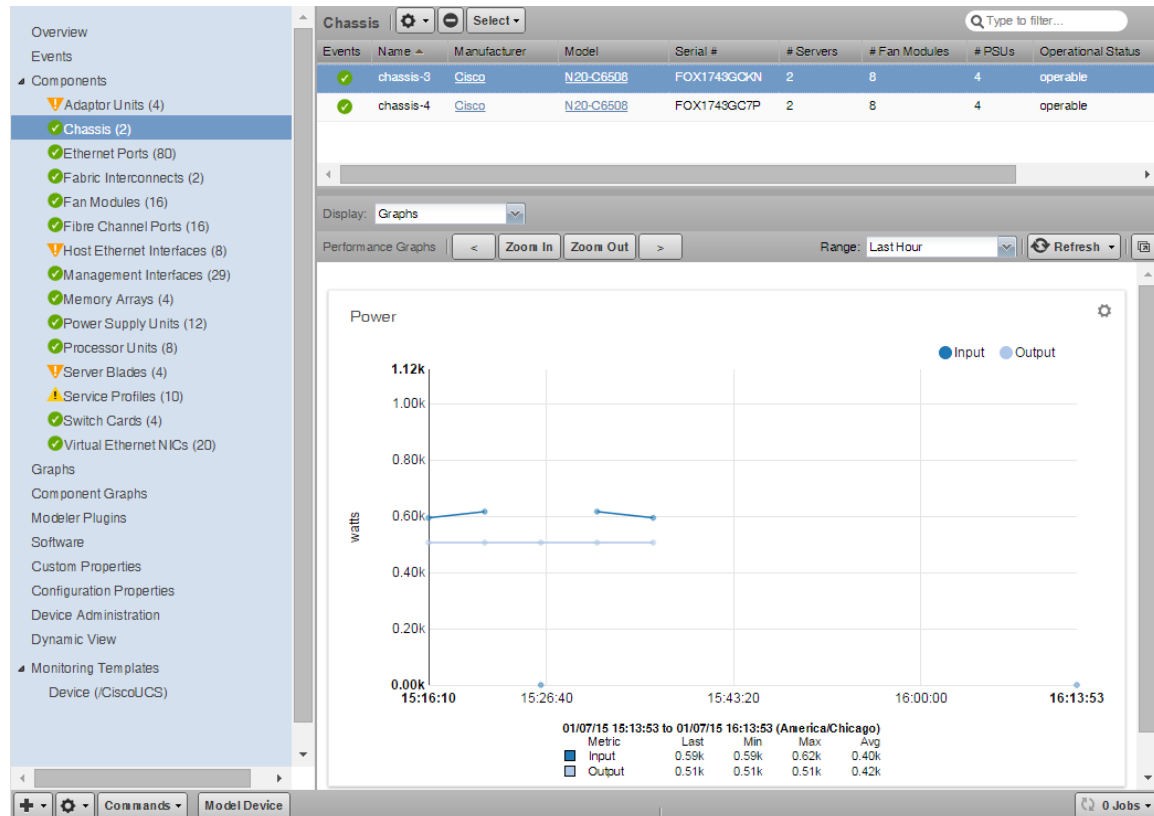 Overview
Events
Components
Adaptor Units (4)
Chassis (2)
Ethernet Ports (80)
Fabric Interconnects (2)
Fan Modules (16)
Fibre Channel Ports (16)
Host Ethernet Interfaces (8)
Management Interfaces (29)
Memory Arrays (4)
Power Supply Units (12)
Processor Units (8)
Server Blades (4)
Service Profiles (10)
Switch Cards (4)
Virtual Ethernet NICs (20)
Graphs
Component Graphs
Modeler Plugins
Software
Custom Properties
Configuration Properties
Device Administration
Dynamic View
Monitoring Templates
Device (/CiscoUCS)
Chassis Select Type to filter...
Events Name Manufacturer Model Serial # # Servers # Fan Modules # PSUs Operational Status
chassis-3 Cisco N20-C6508 FOX1743GCKN 2 8 4 operable
chassis-4 Cisco N20-C6508 FOX1743GC7P 2 8 4 operable
Display: Graphs
Performance Graphs < Zoom In Zoom Out > Range: Last Hour Refresh
Power
Input Output
1.12k
1.00k
0.80k
0.60k
0.40k
0.20k
0.00k
watts
15:16:10 15:26:40 15:43:20 16:00:00 16:13:53
01/07/15 15:13:53 to 01/07/15 16:13:53 (America/Chicago)
Metric Last Min Max Avg
Input 0.59k 0.59k 0.62k 0.40k
Output 0.51k 0.51k 0.51k 0.42k
Commands Model Device 0 Jobs